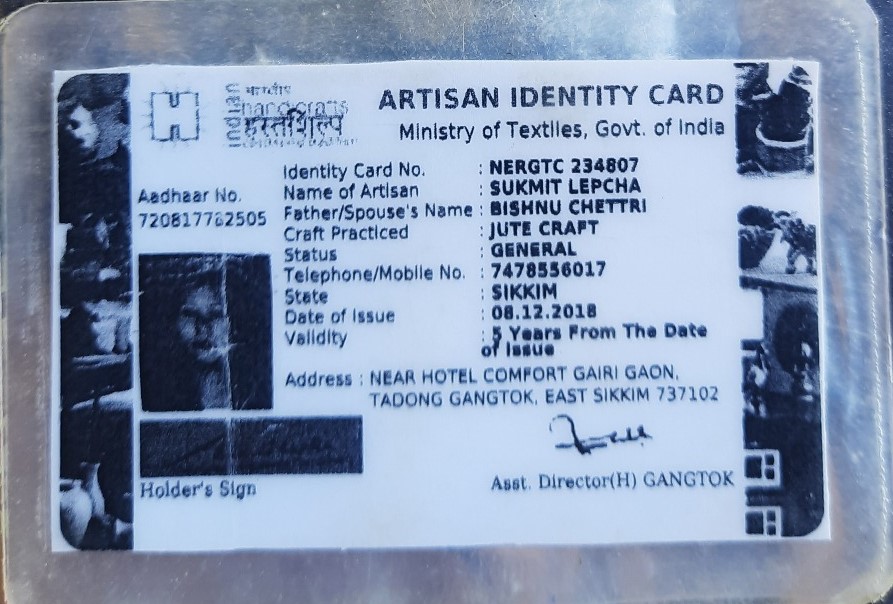 भारतीय
indian
handicrafts
हस्तशिल्प
ARTISAN IDENTITY CARD
Ministry of Textiles, Govt. of India
Aadhaar No.
720817762505
Identity Card No. : NERGTC 234807
Name of Artisan : SUKMIT LEPCHA
Father/Spouse's Name : BISHNU CHETTRI
Craft Practiced : JUTE CRAFT
Status : GENERAL
Telephone/Mobile No. : 7478556017
State : SIKKIM
Date of Issue : 08.12.2018
Validity : 5 Years From The Date
of Issue
Address : NEAR HOTEL COMFORT GAIRI GAON,
TADONG GANGTOK, EAST SIKKIM 737102
Holder's Sign
Asst. Director(H) GANGTOK